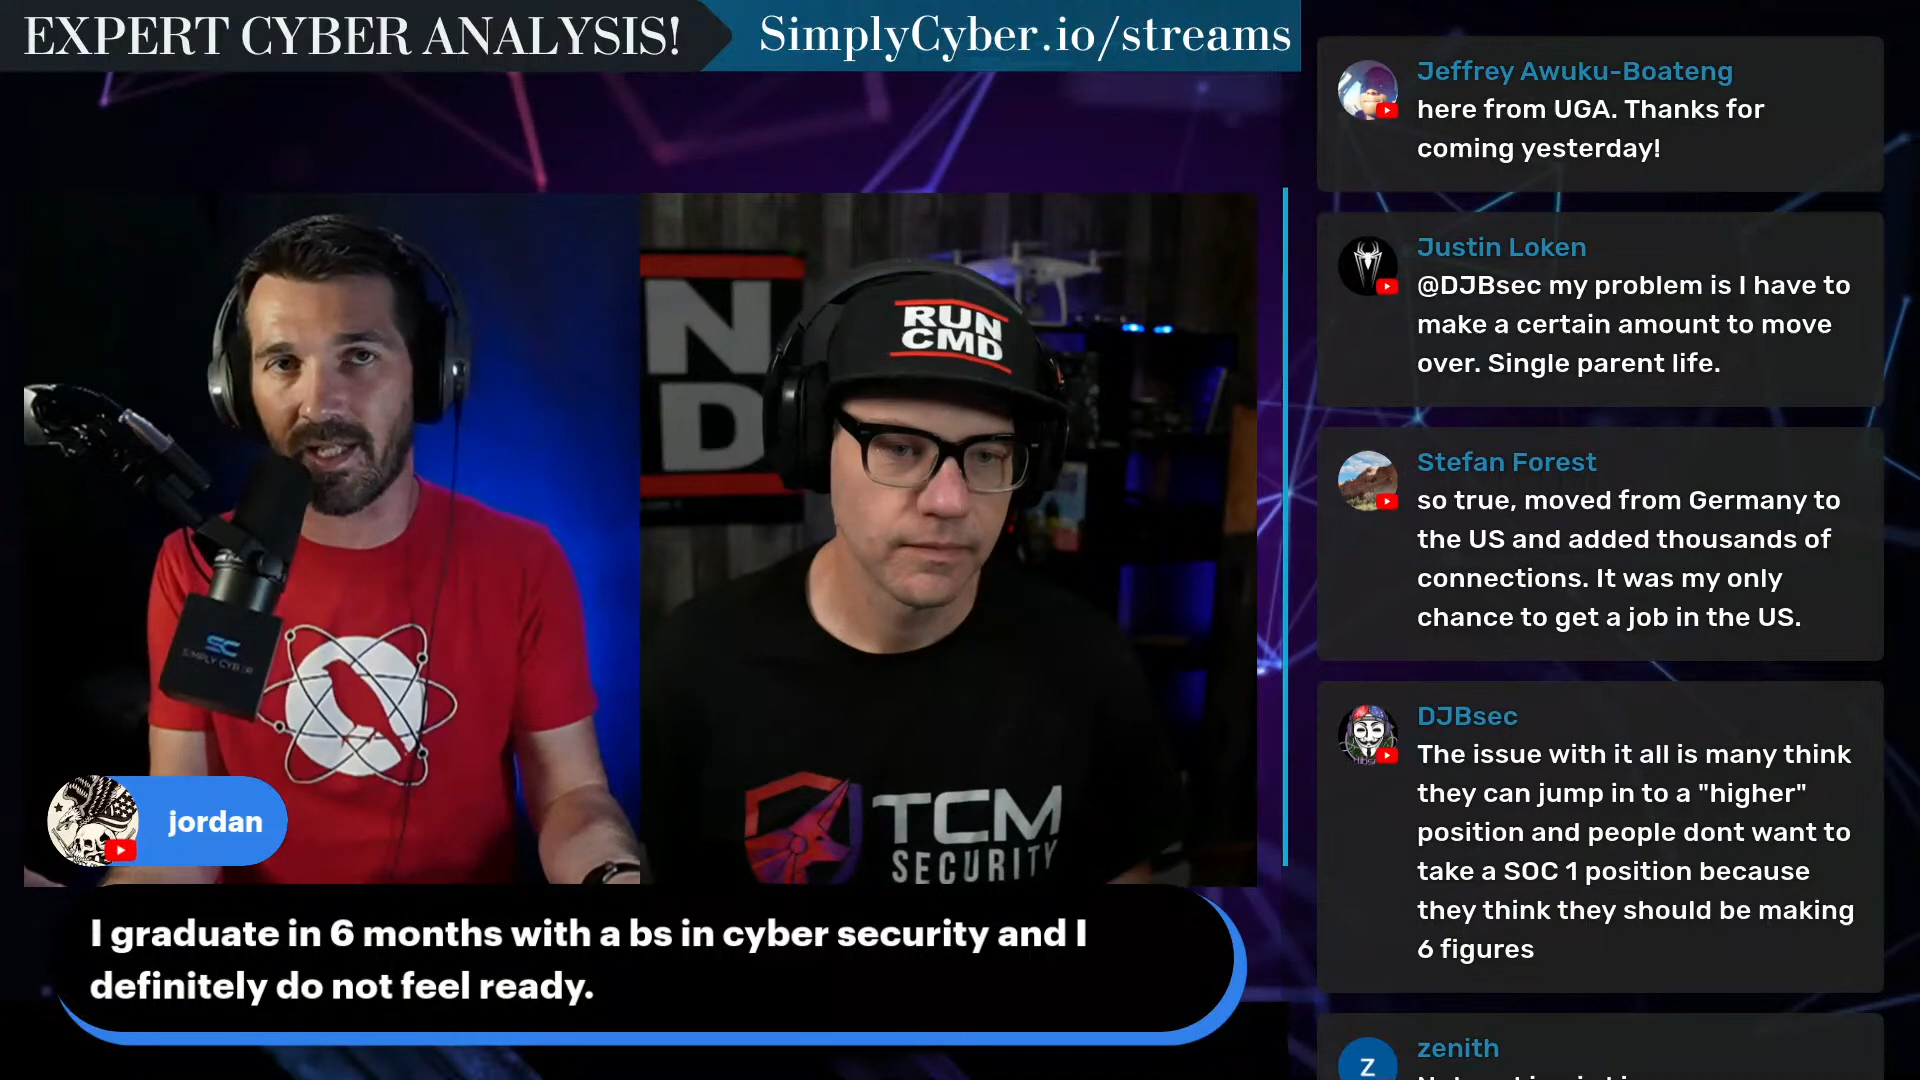 EXPERT CYBER ANALYSIS!
SimplyCyber.io/streams
N
D
RUN
CMD
SC
SIMPLY CYBER
TCM
SECURITY
jordan
I graduate in 6 months with a bs in cyber security and I
definitely do not feel ready.
Jeffrey Awuku-Boateng
here from UGA. Thanks for
coming yesterday!
Justin Loken
@DJBsec my problem is I have to
make a certain amount to move
over. Single parent life.
Stefan Forest
so true, moved from Germany to
the US and added thousands of
connections. It was my only
chance to get a job in the US.
DJBsec
The issue with it all is many think
they can jump in to a "higher"
position and people dont want to
take a SOC 1 position because
they think they should be making
6 figures
Z
zenith